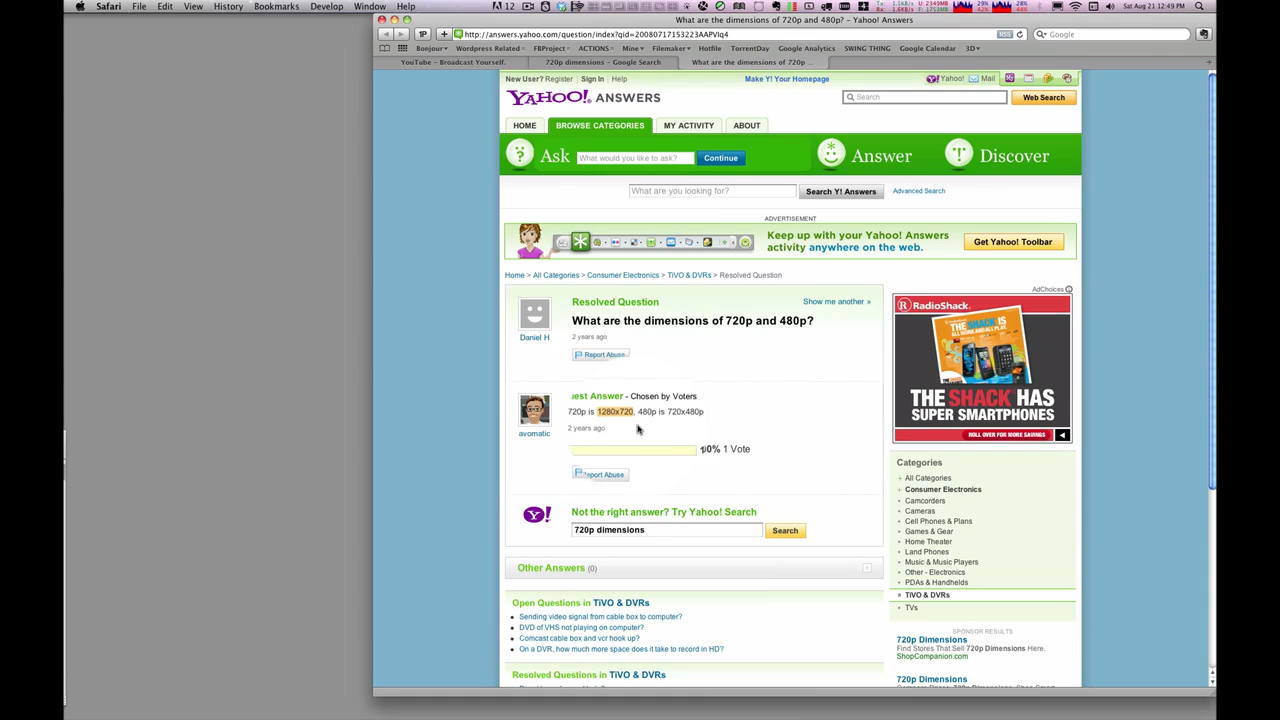 Safari File Edit View History Bookmarks Develop Window Help
12
4
Sat Aug 21 12:49 PM
What are the dimensions of 720p and 480p? - Yahoo! Answers
http://answers.yahoo.com/question/index?qid=20080717153223AAPVIq4
RSS
Google
Bonjour Wordpress Related FBProject ACTIONS Mine Filemaker Hotfile TorrentDay Google Analytics SWING THING Google Calendar 3D
YouTube - Broadcast Yourself.
720p dimensions - Google Search
What are the dimensions of 720p ...
New User? Register Sign In Help
Make Y! Your Homepage
Yahoo! Mail
YAHOO! ANSWERS
Search
Web Search
HOME
BROWSE CATEGORIES
MY ACTIVITY
ABOUT
Ask
What would you like to ask?
Continue
Answer
Discover
What are you looking for?
Search Y! Answers
Advanced Search
ADVERTISEMENT
Keep up with your Yahoo! Answers
activity anywhere on the web.
Get Yahoo! Toolbar
Home > All Categories > Consumer Electronics > TiVO & DVRs > Resolved Question
Daniel H
Resolved Question
Show me another »
What are the dimensions of 720p and 480p?
2 years ago
Report Abuse
avomatic
est Answer - Chosen by Voters
720p is 1280x720, 480p is 720x480p
2 years ago
0% 1 Vote
eport Abuse
Y!
Not the right answer? Try Yahoo! Search
720p dimensions
Search
Other Answers (0)
Open Questions in TiVO & DVRs
Sending video signal from cable box to computer?
DVD of VHS not playing on computer?
Comcast cable box and vcr hook up?
On a DVR, how much more space does it take to record in HD?
Resolved Questions in TiVO & DVRs
AdChoices
RadioShack
THE SHACK HAS
SUPER SMARTPHONES
ROLL OVER FOR MORE SAVINGS
Categories
All Categories
Consumer Electronics
Camcorders
Cameras
Cell Phones & Plans
Games & Gear
Home Theater
Land Phones
Music & Music Players
Other - Electronics
PDAs & Handhelds
TiVO & DVRs
TVs
SPONSOR RESULTS
720p Dimensions
Find Stores That Sell 720p Dimensions Here.
ShopCompanion.com
720p Dimensions